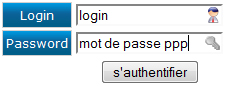 Login login
Password mot de passe ppp
s'authentifier